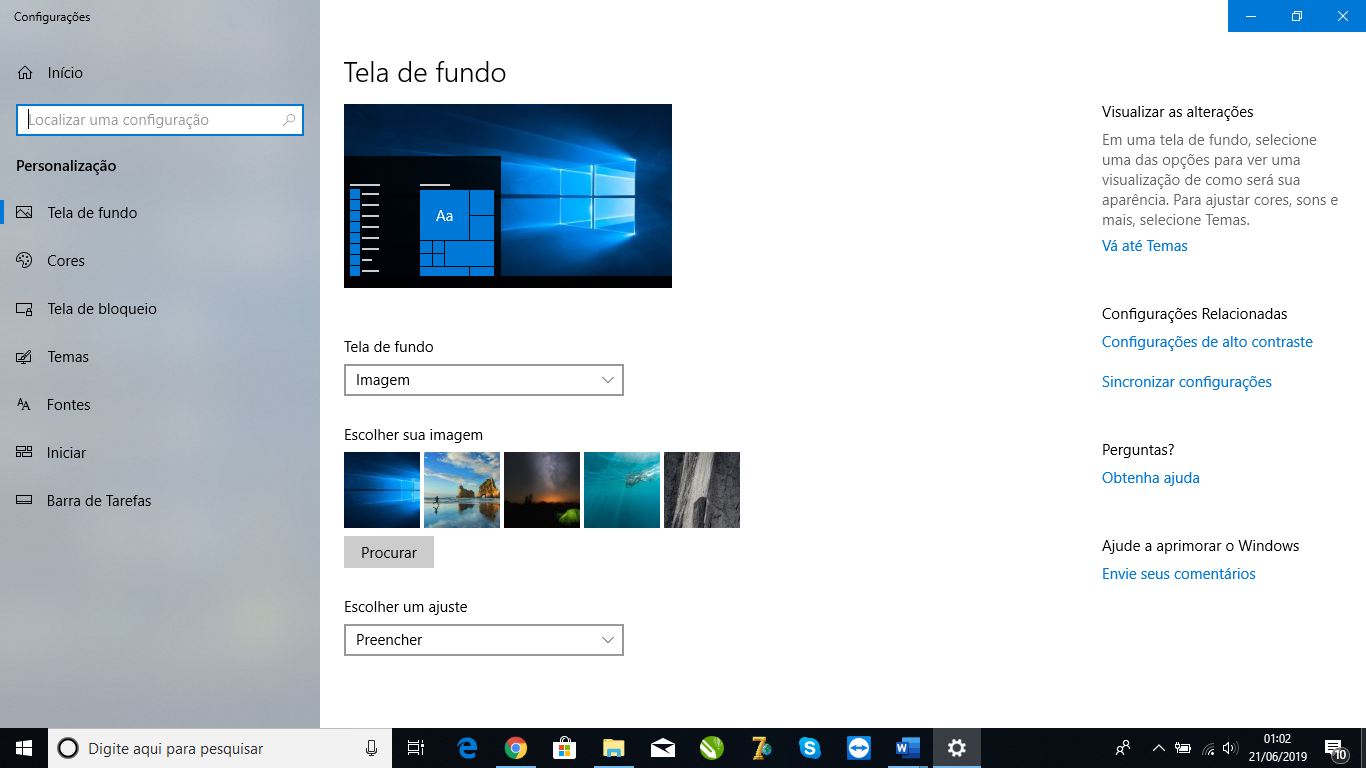 Configurações
Início
Localizar uma configuração
Personalização
Tela de fundo
Cores
Tela de bloqueio
Temas
Fontes
Iniciar
Barra de Tarefas
Tela de fundo
Aa
Tela de fundo
Imagem
Escolher sua imagem
Procurar
Escolher um ajuste
Preencher
Visualizar as alterações
Em uma tela de fundo, selecione
uma das opções para ver uma
visualização de como será sua
aparência. Para ajustar cores, sons e
mais, selecione Temas.
Vá até Temas
Configurações Relacionadas
Configurações de alto contraste
Sincronizar configurações
Perguntas?
Obtenha ajuda
Ajude a aprimorar o Windows
Envie seus comentários
Digite aqui para pesquisar
01:02
21/06/2019
10